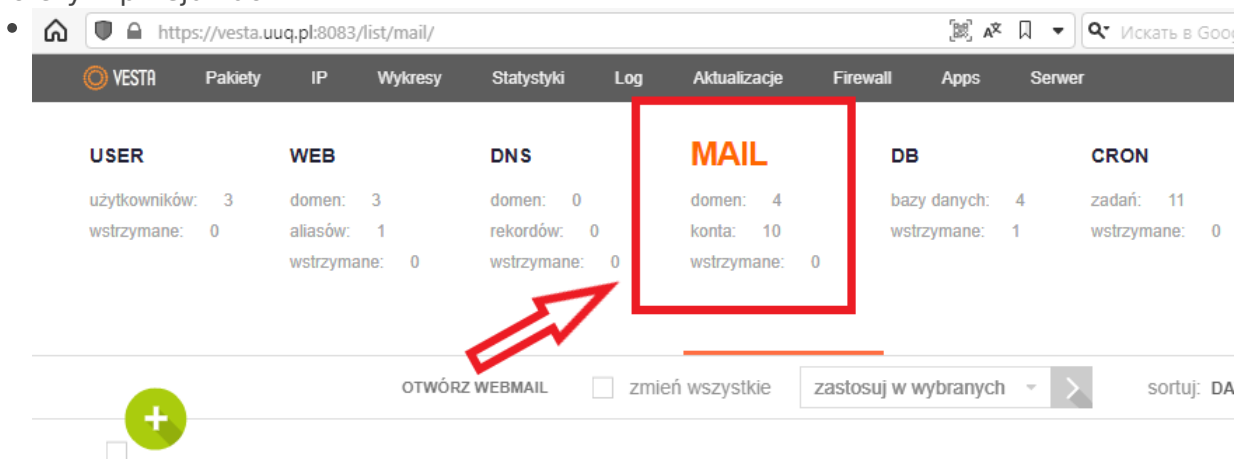 https://vesta.uuq.pl:8083/list/mail/ Искать в Goo
VESTA Pakiety IP Wykresy Statystyki Log Aktualizacje Firewall Apps Serwer
USER WEB DNS MAIL DB CRON
użytkowników: 3 domen: 3 domen: 0 domen: 4 bazy danych: 4 zadań: 11
wstrzymane: 0 aliasów: 1 rekordów: 0 konta: 10 wstrzymane: 1 wstrzymane: 0
wstrzymane: 0 wstrzymane: 0 wstrzymane: 0
OTWÓRZ WEBMAIL zmień wszystkie zastosuj w wybranych sortuj: DA